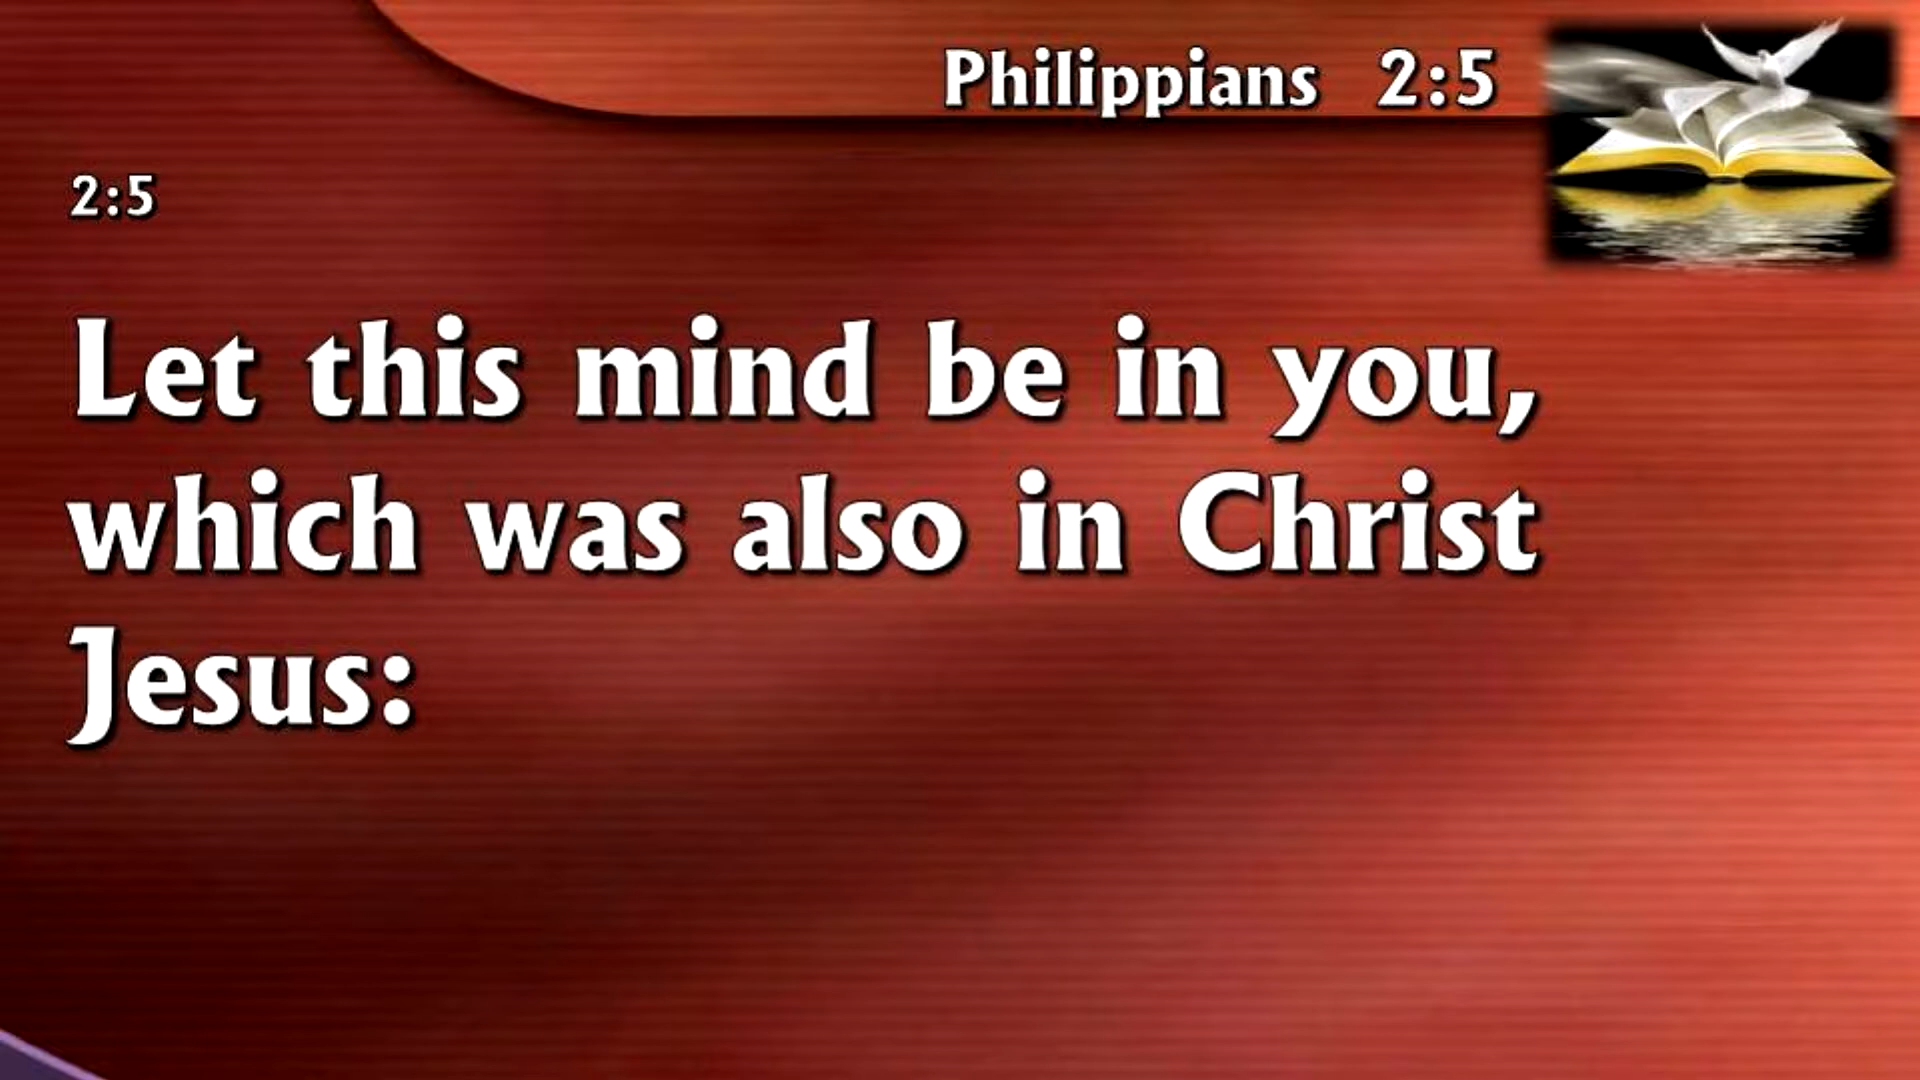 Philippians 2:5
2:5
Let this mind be in you,
which was also in Christ
Jesus: